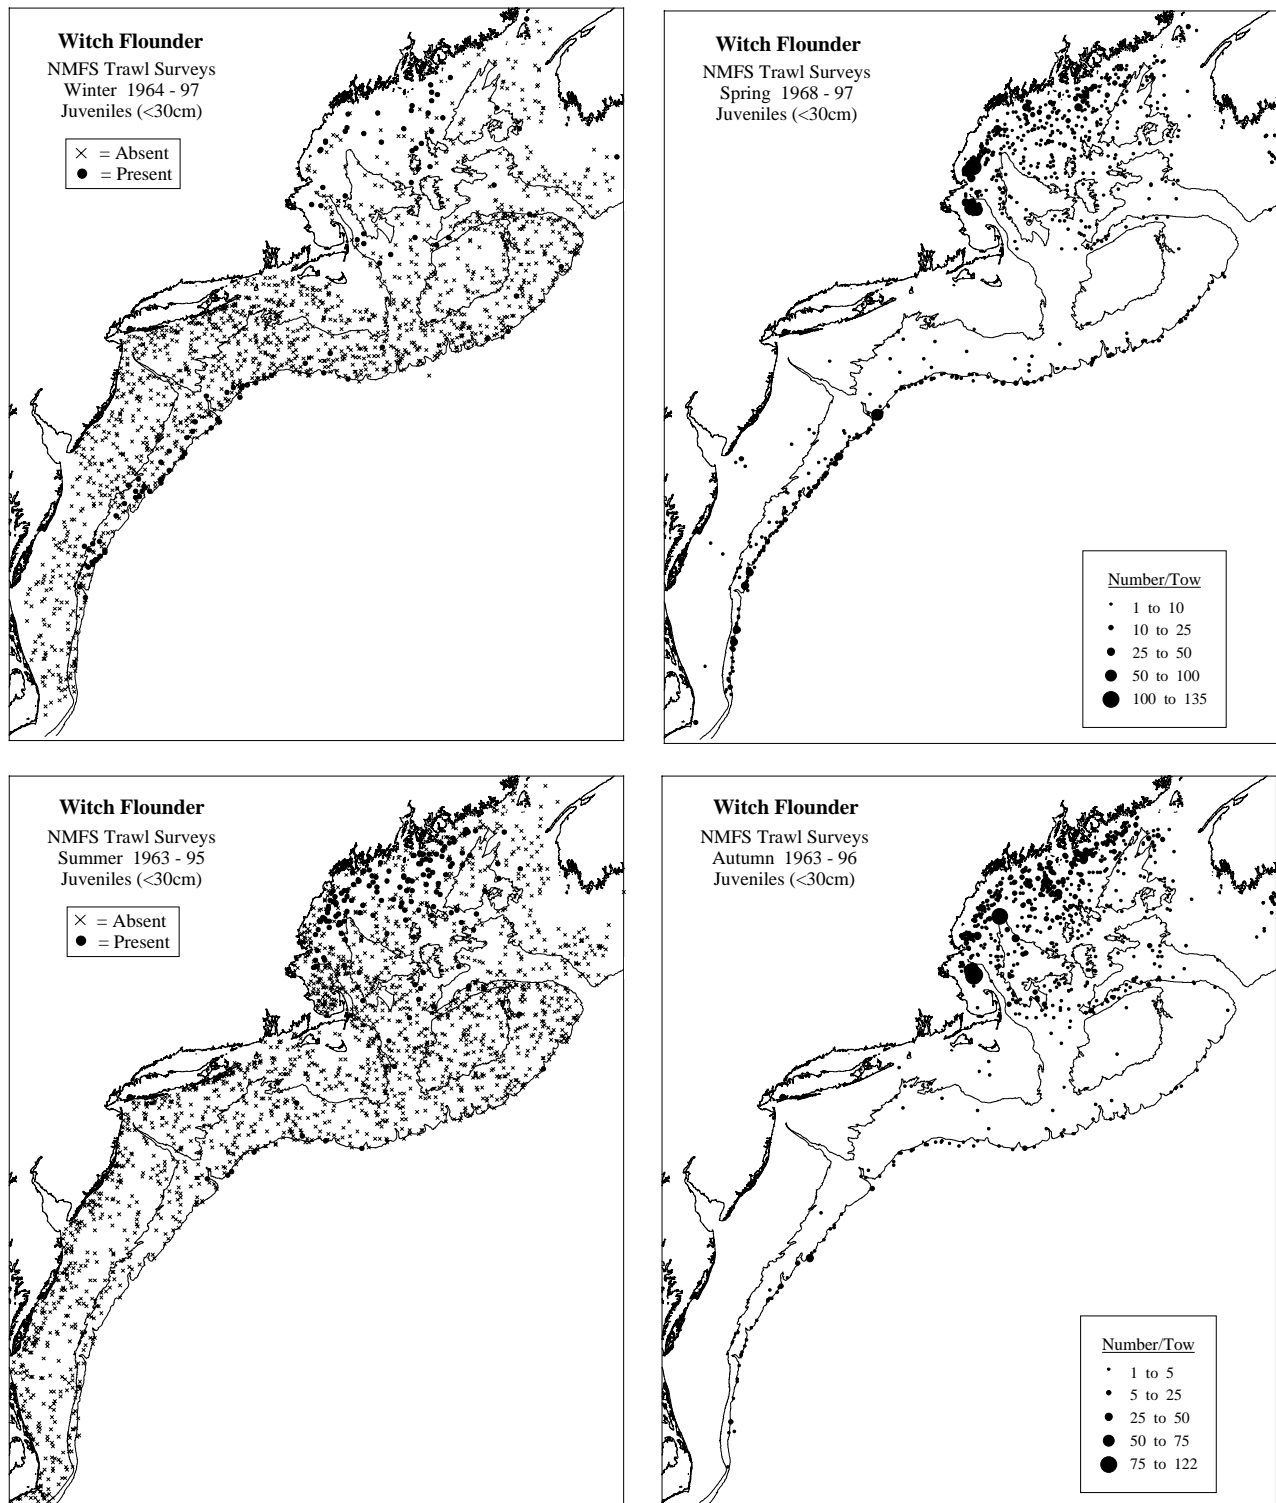 Witch Flounder
NMFS Trawl Surveys
Winter 1964 - 97
Juveniles (<30cm)
× = Absent
● = Present
Witch Flounder
NMFS Trawl Surveys
Spring 1968 - 97
Juveniles (<30cm)
Number/Tow
1 to 10
10 to 25
25 to 50
50 to 100
100 to 135
Witch Flounder
NMFS Trawl Surveys
Summer 1963 - 95
Juveniles (<30cm)
× = Absent
● = Present
Witch Flounder
NMFS Trawl Surveys
Autumn 1963 - 96
Juveniles (<30cm)
Number/Tow
1 to 5
5 to 25
25 to 50
50 to 75
75 to 122